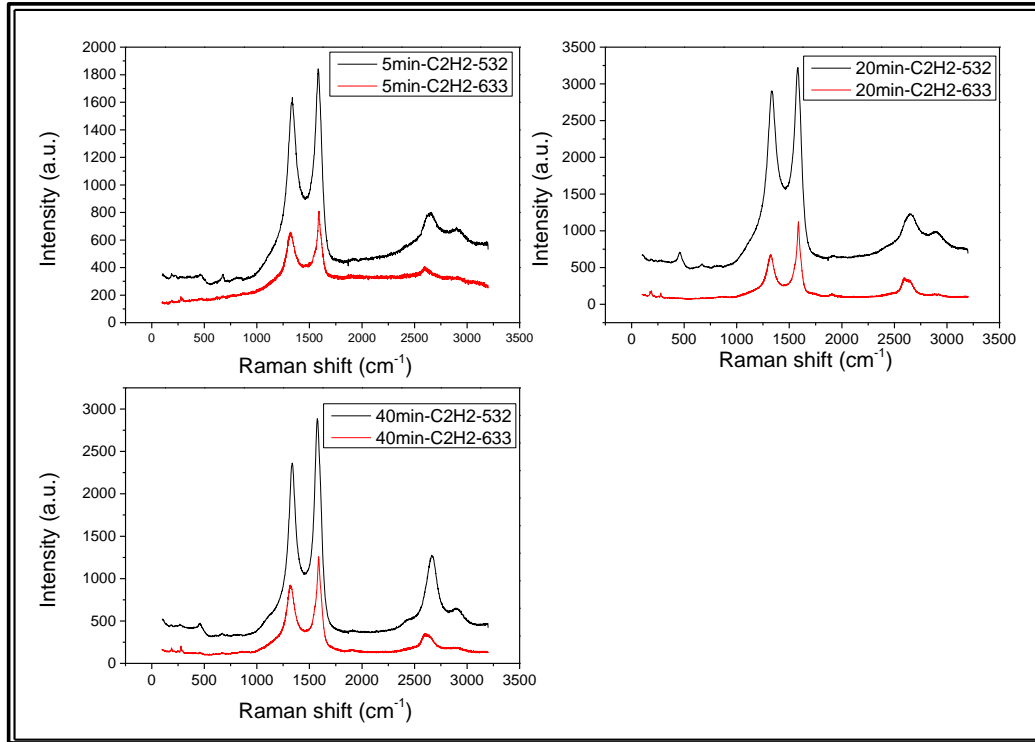 2000
1800
1600
1400
1200
1000
800
600
400
200
0
Intensity (a.u.)
5min-C2H2-532
5min-C2H2-633
0 500 1000 1500 2000 2500 3000 3500
Raman shift (cm⁻¹)
3500
3000
2500
2000
1500
1000
500
0
Intensity (a.u.)
20min-C2H2-532
20min-C2H2-633
0 500 1000 1500 2000 2500 3000 3500
Raman shift (cm⁻¹)
3000
2500
2000
1500
1000
500
0
Intensity (a.u.)
40min-C2H2-532
40min-C2H2-633
0 500 1000 1500 2000 2500 3000 3500
Raman shift (cm⁻¹)